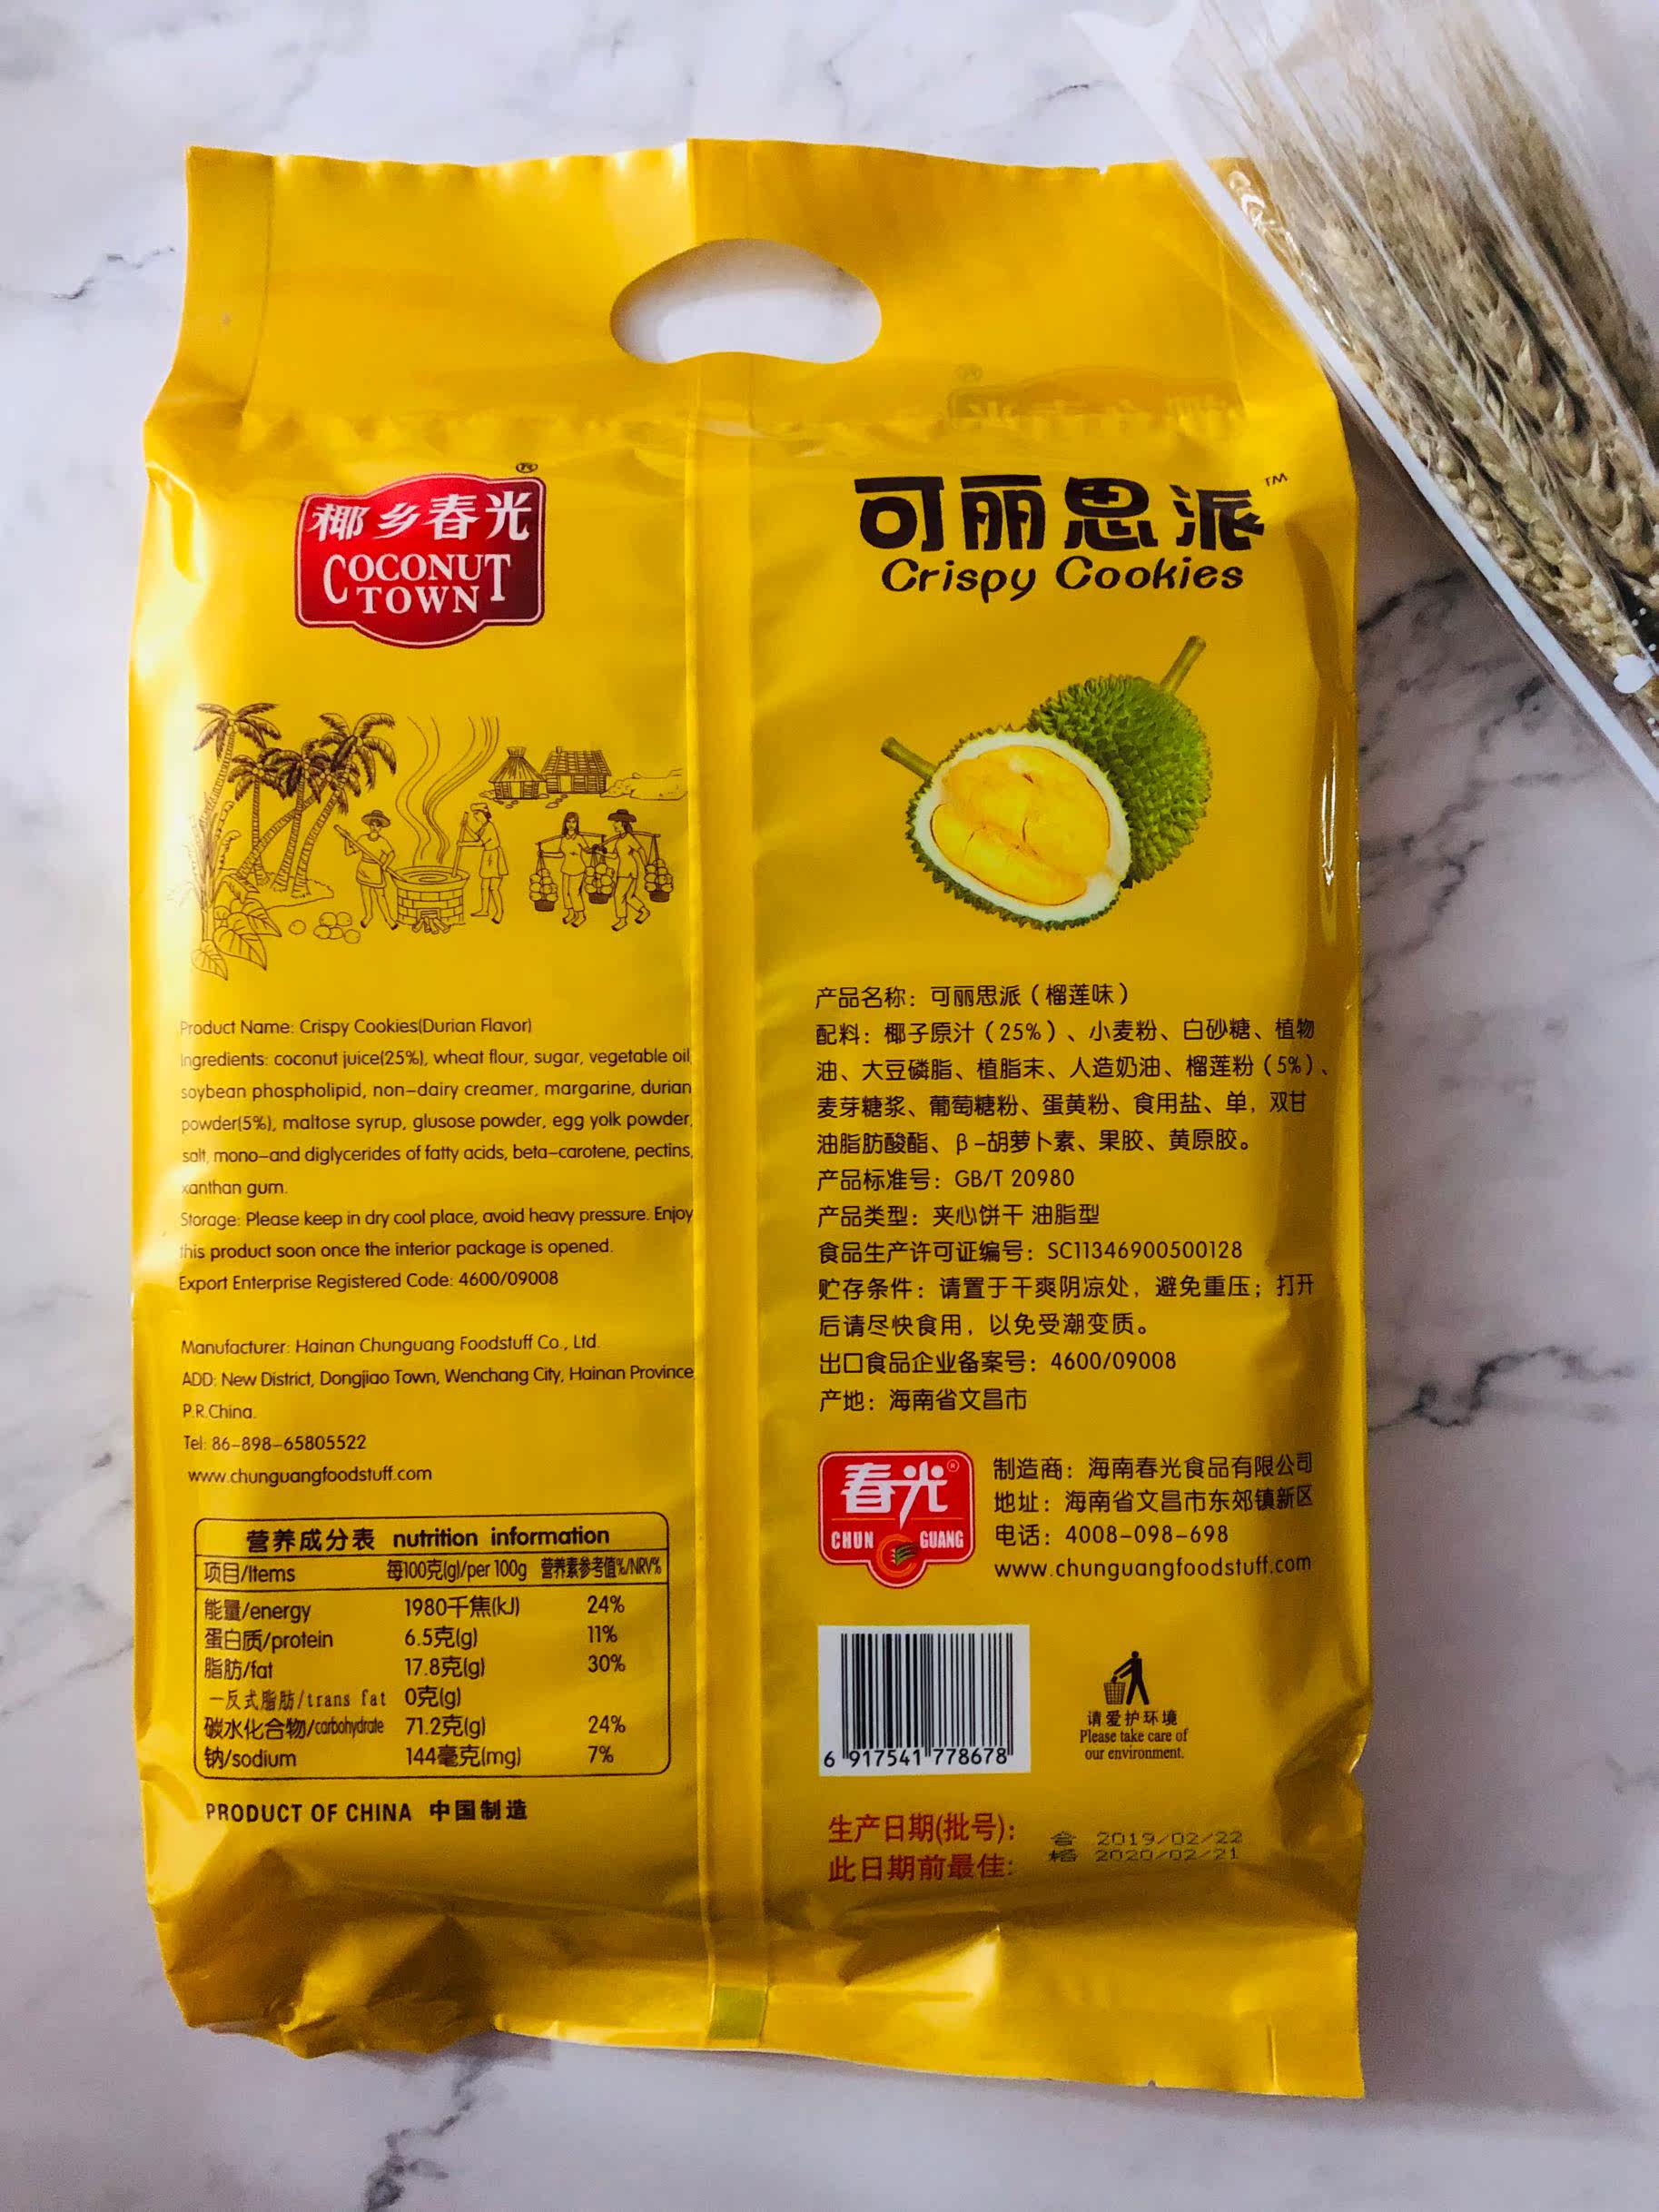 椰乡春光®
COCONUT
TOWN
Product Name: Crispy Cookies(Durian Flavor)
Ingredients: coconut juice(25%), wheat flour, sugar, vegetable oil,
soybean phospholipid, non-dairy creamer, margarine, durian
powder(5%), maltose syrup, glusose powder, egg yolk powder,
salt, mono-and diglycerides of fatty acids, beta-carotene, pectins,
xanthan gum.
Storage: Please keep in dry cool place, avoid heavy pressure. Enjoy
this product soon once the interior package is opened.
Export Enterprise Registered Code: 4600/09008
Manufacturer: Hainan Chunguang Foodstuff Co., Ltd.
ADD: New District, Dongjiao Town, Wenchang City, Hainan Province
P.R.China.
Tel: 86-898-65805522
www.chunguangfoodstuff.com
营养成分表 nutrition information
项目/Items 每100克(g)/per 100g 营养素参考值%/NRV%
能量/energy 1980千焦(kJ) 24%
蛋白质/protein 6.5克(g) 11%
脂肪/fat 17.8克(g) 30%
—反式脂肪/trans fat 0克(g)
碳水化合物/carbohydrate 71.2克(g) 24%
钠/sodium 144毫克(mg) 7%
PRODUCT OF CHINA 中国制造
可丽思派™
Crispy Cookies
产品名称：可丽思派（榴莲味）
配料：椰子原汁（25%）、小麦粉、白砂糖、植物
油、大豆磷脂、植脂末、人造奶油、榴莲粉（5%）、
麦芽糖浆、葡萄糖粉、蛋黄粉、食用盐、单，双甘
油脂肪酸酯、β-胡萝卜素、果胶、黄原胶。
产品标准号：GB/T 20980
产品类型：夹心饼干 油脂型
食品生产许可证编号：SC11346900500128
贮存条件：请置于干爽阴凉处，避免重压；打开
后请尽快食用，以免受潮变质。
出口食品企业备案号：4600/09008
产地：海南省文昌市
春光®
CHUN GUANG
制造商：海南春光食品有限公司
地址：海南省文昌市东郊镇新区
电话：4008-098-698
www.chunguangfoodstuff.com
6 917541 778678
请爱护环境
Please take care of
our environment.
生产日期(批号)： 合 2019/02/22
此日期前最佳： 格 2020/02/21